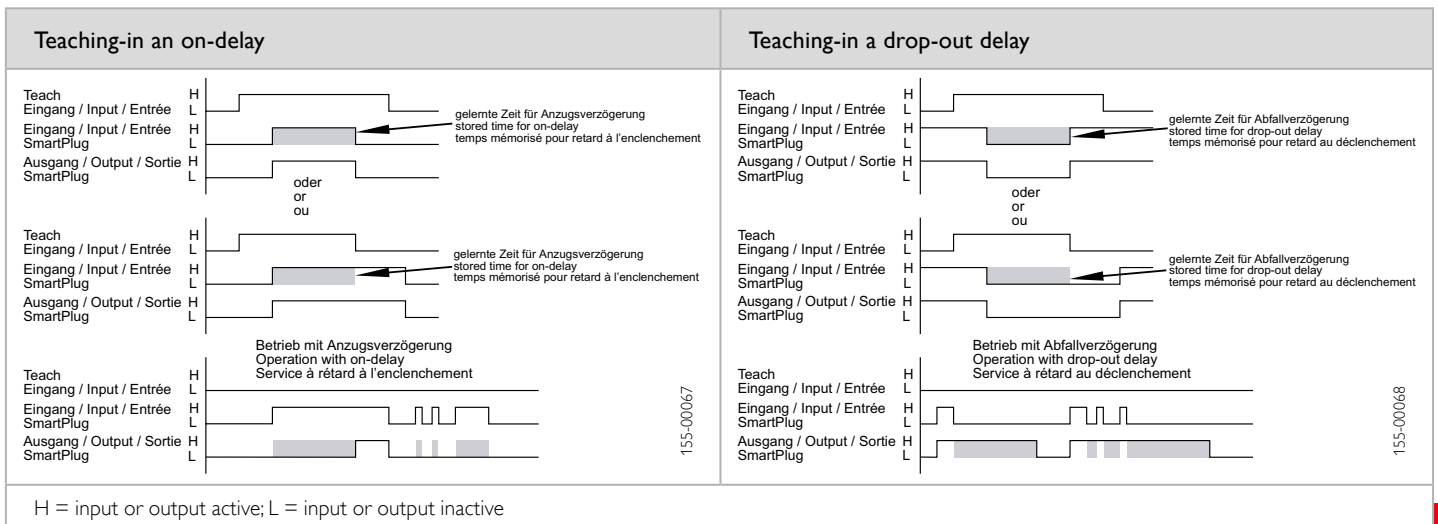 Teaching-in an on-delay
Teach H
Eingang / Input / Entrée L
Eingang / Input / Entrée H
SmartPlug L
Ausgang / Output / Sortie H
SmartPlug L
gelernte Zeit für Anzugsverzögerung
stored time for on-delay
temps mémorisé pour retard à l'enclenchement
oder
or
ou
Teach H
Eingang / Input / Entrée L
Eingang / Input / Entrée H
SmartPlug L
Ausgang / Output / Sortie H
SmartPlug L
gelernte Zeit für Anzugsverzögerung
stored time for on-delay
temps mémorisé pour retard à l'enclenchement
Betrieb mit Anzugsverzögerung
Operation with on-delay
Service à rétard à l'enclenchement
Teach H
Eingang / Input / Entrée L
Eingang / Input / Entrée H
SmartPlug L
Ausgang / Output / Sortie H
SmartPlug L
155-00067
Teaching-in a drop-out delay
Teach H
Eingang / Input / Entrée L
Eingang / Input / Entrée H
SmartPlug L
Ausgang / Output / Sortie H
SmartPlug L
gelernte Zeit für Abfallverzögerung
stored time for drop-out delay
temps mémorisé pour retard au déclenchement
oder
or
ou
Teach H
Eingang / Input / Entrée L
Eingang / Input / Entrée H
SmartPlug L
Ausgang / Output / Sortie H
SmartPlug L
gelernte Zeit für Abfallverzögerung
stored time for drop-out delay
temps mémorisé pour retard au déclenchement
Betrieb mit Abfallverzögerung
Operation with drop-out delay
Service à rétard au déclenchement
Teach H
Eingang / Input / Entrée L
Eingang / Input / Entrée H
SmartPlug L
Ausgang / Output / Sortie H
SmartPlug L
155-00068
H = input or output active; L = input or output inactive